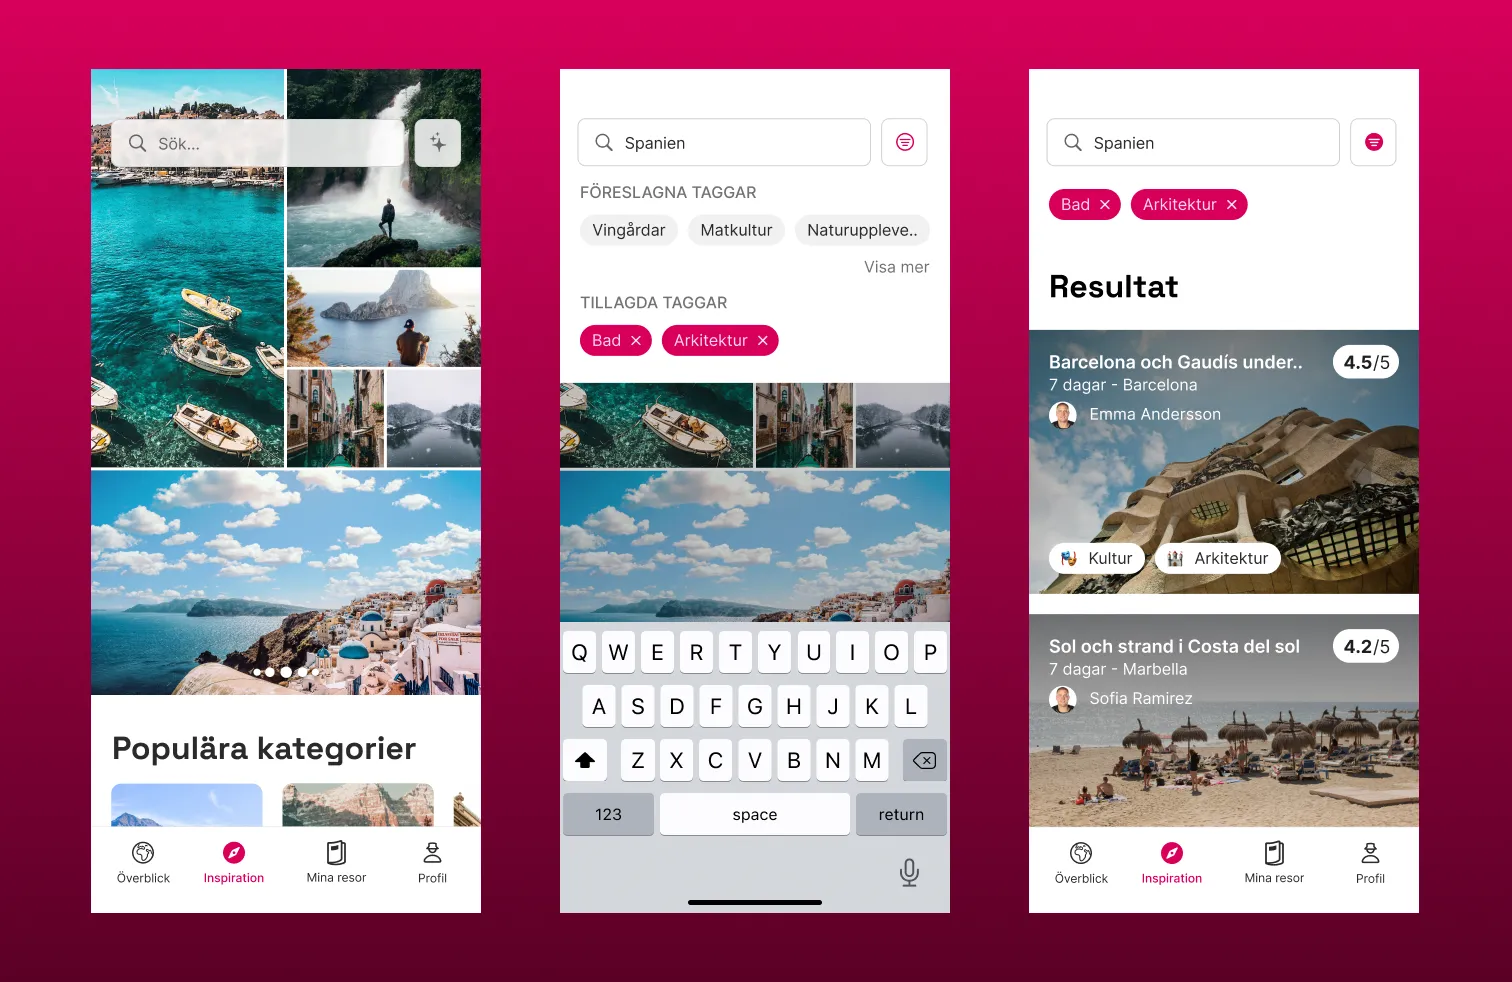 Sök...
Populära kategorier
Överblick
Inspiration
Mina resor
Profil
Spanien
FÖRESLAGNA TAGGAR
Vingårdar
Matkultur
Naturuppleve..
Visa mer
TILLAGDA TAGGAR
Bad ×
Arkitektur ×
Q W E R T Y U I O P
A S D F G H J K L
Z X C V B N M
123
space
return
Spanien
Bad ×
Arkitektur ×
Resultat
Barcelona och Gaudís under..
4.5/5
7 dagar - Barcelona
Emma Andersson
Kultur
Arkitektur
Sol och strand i Costa del sol
4.2/5
7 dagar - Marbella
Sofia Ramirez
Överblick
Inspiration
Mina resor
Profil